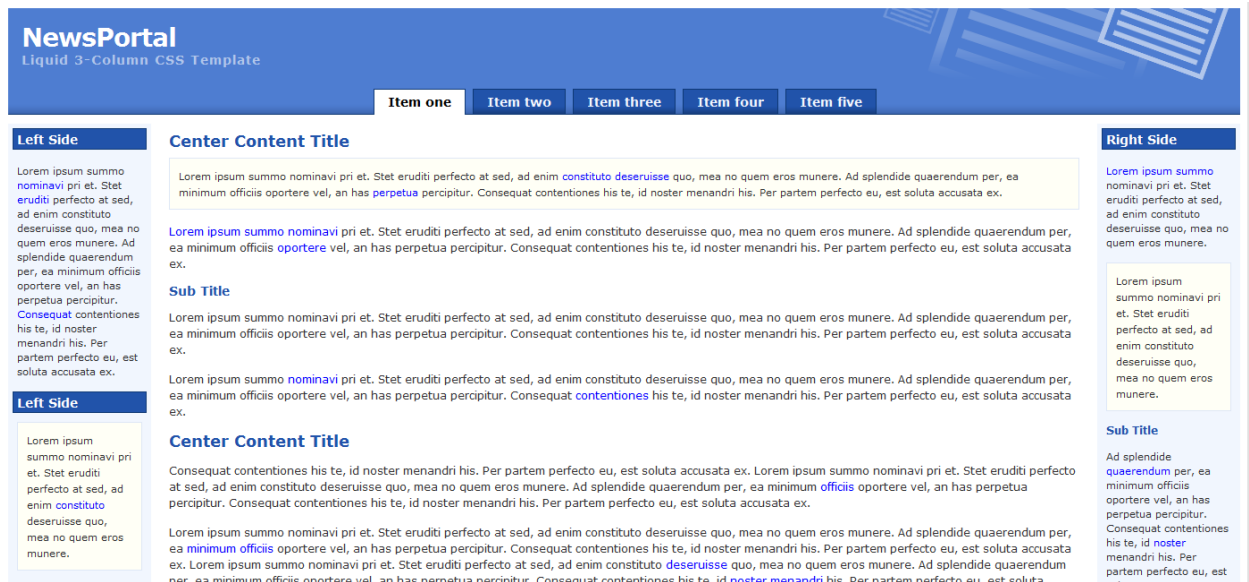 NewsPortal
Liquid 3-Column CSS Template
Item one
Item two
Item three
Item four
Item five
Left Side
Lorem ipsum summo
nominavi pri et. Stet
eruditi perfecto at sed,
ad enim constituto
deseruisse quo, mea no
quem eros munere. Ad
splendide quaerendum
per, ea minimum officiis
oportere vel, an has
perpetua percipitur.
Consequat contentiones
his te, id noster
menandri his. Per
partem perfecto eu, est
soluta accusata ex.
Left Side
Lorem ipsum
summo nominavi pri
et. Stet eruditi
perfecto at sed, ad
enim constituto
deseruisse quo,
mea no quem eros
munere.
Center Content Title
Lorem ipsum summo nominavi pri et. Stet eruditi perfecto at sed, ad enim constituto deseruisse quo, mea no quem eros munere. Ad splendide quaerendum per, ea
minimum officiis oportere vel, an has perpetua percipitur. Consequat contentiones his te, id noster menandri his. Per partem perfecto eu, est soluta accusata ex.
Lorem ipsum summo nominavi pri et. Stet eruditi perfecto at sed, ad enim constituto deseruisse quo, mea no quem eros munere. Ad splendide quaerendum per,
ea minimum officiis oportere vel, an has perpetua percipitur. Consequat contentiones his te, id noster menandri his. Per partem perfecto eu, est soluta accusata
ex.
Sub Title
Lorem ipsum summo nominavi pri et. Stet eruditi perfecto at sed, ad enim constituto deseruisse quo, mea no quem eros munere. Ad splendide quaerendum per,
ea minimum officiis oportere vel, an has perpetua percipitur. Consequat contentiones his te, id noster menandri his. Per partem perfecto eu, est soluta accusata
ex.
Lorem ipsum summo nominavi pri et. Stet eruditi perfecto at sed, ad enim constituto deseruisse quo, mea no quem eros munere. Ad splendide quaerendum per,
ea minimum officiis oportere vel, an has perpetua percipitur. Consequat contentiones his te, id noster menandri his. Per partem perfecto eu, est soluta accusata
ex.
Center Content Title
Consequat contentiones his te, id noster menandri his. Per partem perfecto eu, est soluta accusata ex. Lorem ipsum summo nominavi pri et. Stet eruditi perfecto
at sed, ad enim constituto deseruisse quo, mea no quem eros munere. Ad splendide quaerendum per, ea minimum officiis oportere vel, an has perpetua
percipitur. Consequat contentiones his te, id noster menandri his. Per partem perfecto eu, est soluta accusata ex.
Lorem ipsum summo nominavi pri et. Stet eruditi perfecto at sed, ad enim constituto deseruisse quo, mea no quem eros munere. Ad splendide quaerendum per,
ea minimum officiis oportere vel, an has perpetua percipitur. Consequat contentiones his te, id noster menandri his. Per partem perfecto eu, est soluta accusata
ex. Lorem ipsum summo nominavi pri et. Stet eruditi perfecto at sed, ad enim constituto deseruisse quo, mea no quem eros munere. Ad splendide quaerendum
per, ea minimum officiis oportere vel, an has perpetua percipitur. Consequat contentiones his te, id noster menandri his. Per partem perfecto eu, est soluta
Right Side
Lorem ipsum summo
nominavi pri et. Stet
eruditi perfecto at sed,
ad enim constituto
deseruisse quo, mea no
quem eros munere.
Lorem ipsum
summo nominavi pri
et. Stet eruditi
perfecto at sed, ad
enim constituto
deseruisse quo,
mea no quem eros
munere.
Sub Title
Ad splendide
quaerendum per, ea
minimum officiis
oportere vel, an has
perpetua percipitur.
Consequat contentiones
his te, id noster
menandri his. Per
partem perfecto eu, est